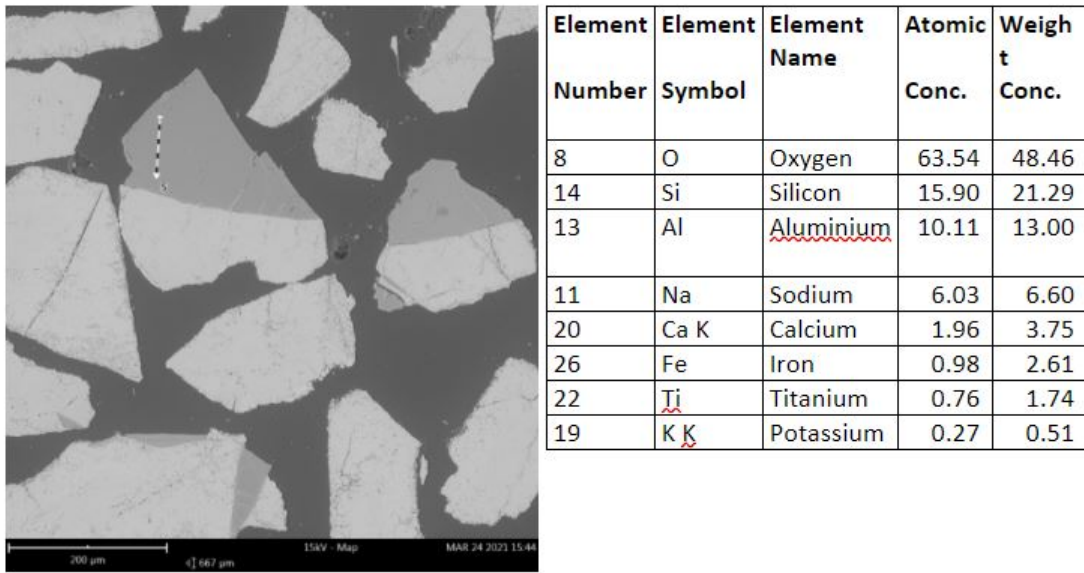 Element Element Element Atomic Weigh
Name t
Number Symbol Conc. Conc.
8 O Oxygen 63.54 48.46
14 Si Silicon 15.90 21.29
13 Al Aluminium 10.11 13.00
11 Na Sodium 6.03 6.60
20 Ca K Calcium 1.96 3.75
26 Fe Iron 0.98 2.61
22 Ti Titanium 0.76 1.74
19 K K Potassium 0.27 0.51
200 µm 667 µm 15kV - Map MAR 24 2021 15:44